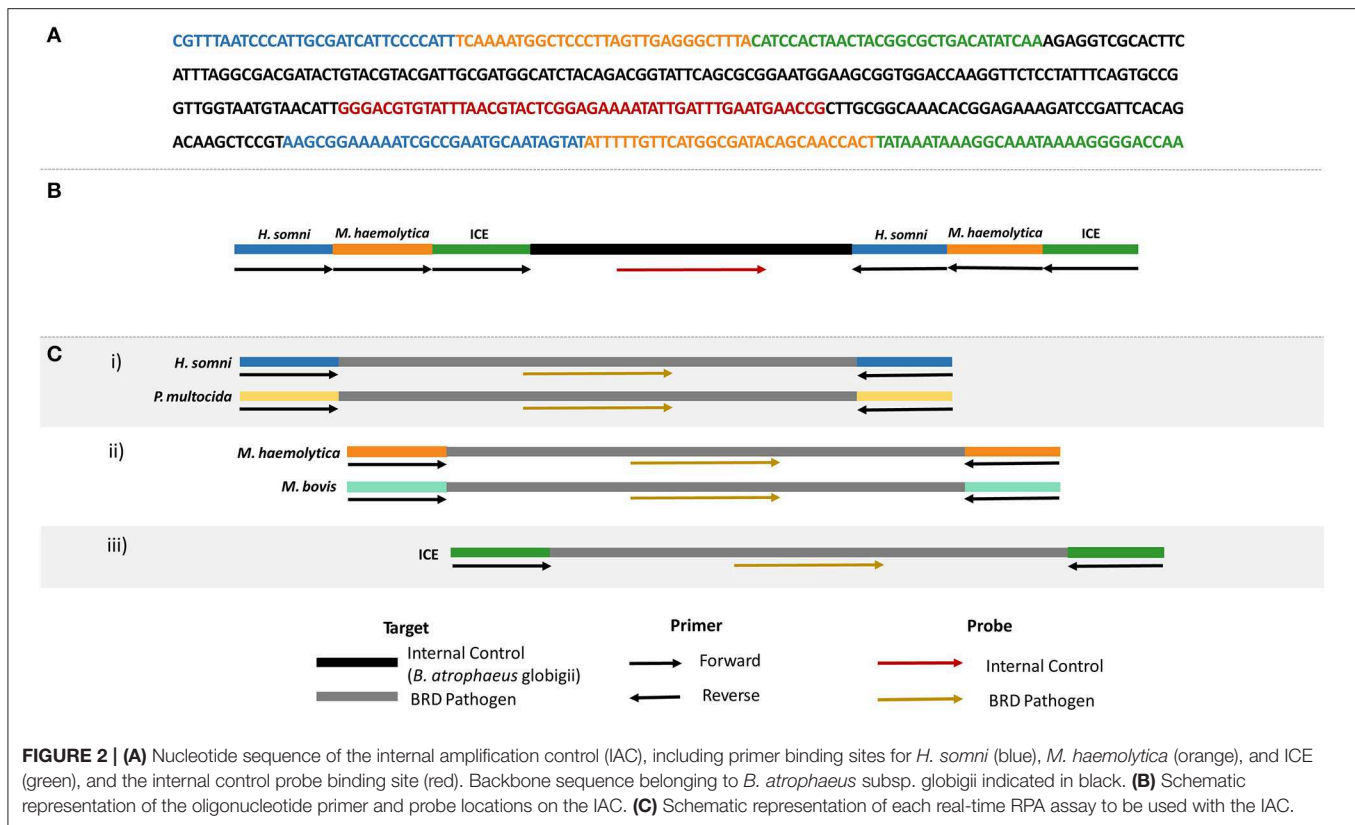 A
CGTTTAATCCCATTGCGATCATTCCCCATTTCAAAATGGCTCCCTTAGTTGAGGGCTTTACATCCACTAACTACGGCGCTGACATATCAAAGAGGTCGCACTTC
ATTTAGGCGACGATACTGTACGTACGATTGCGATGGCATCTACAGACGGTATTCAGCGCGGAATGGAAGCGGTGGACCAAGGTTCTCCTATTTCAGTGCCG
GTTGGTAATGTAACATTGGGACGTGTATTTAACGTACTCGGAGAAAATATTGATTTGAATGAACCGCTTGCGGCAAACACGGAGAAAGATCCGATTCACAG
ACAAGCTCCGTAAGCGGAAAAATCGCCGAATGCAATAGTATATTTTTGTTCATGGCGATACAGCAACCACTTATAAATAAAGGCAAATAAAAGGGGACCAA
B
H. somni M. haemolytica ICE H. somni M. haemolytica ICE
C
i)
H. somni
P. multocida
ii)
M. haemolytica
M. bovis
iii)
ICE
Target Primer Probe
Internal Control (B. atrophaeus globigii) Forward Internal Control
BRD Pathogen Reverse BRD Pathogen
FIGURE 2 | (A) Nucleotide sequence of the internal amplification control (IAC), including primer binding sites for H. somni (blue), M. haemolytica (orange), and ICE
(green), and the internal control probe binding site (red). Backbone sequence belonging to B. atrophaeus subsp. globigii indicated in black. (B) Schematic
representation of the oligonucleotide primer and probe locations on the IAC. (C) Schematic representation of each real-time RPA assay to be used with the IAC.